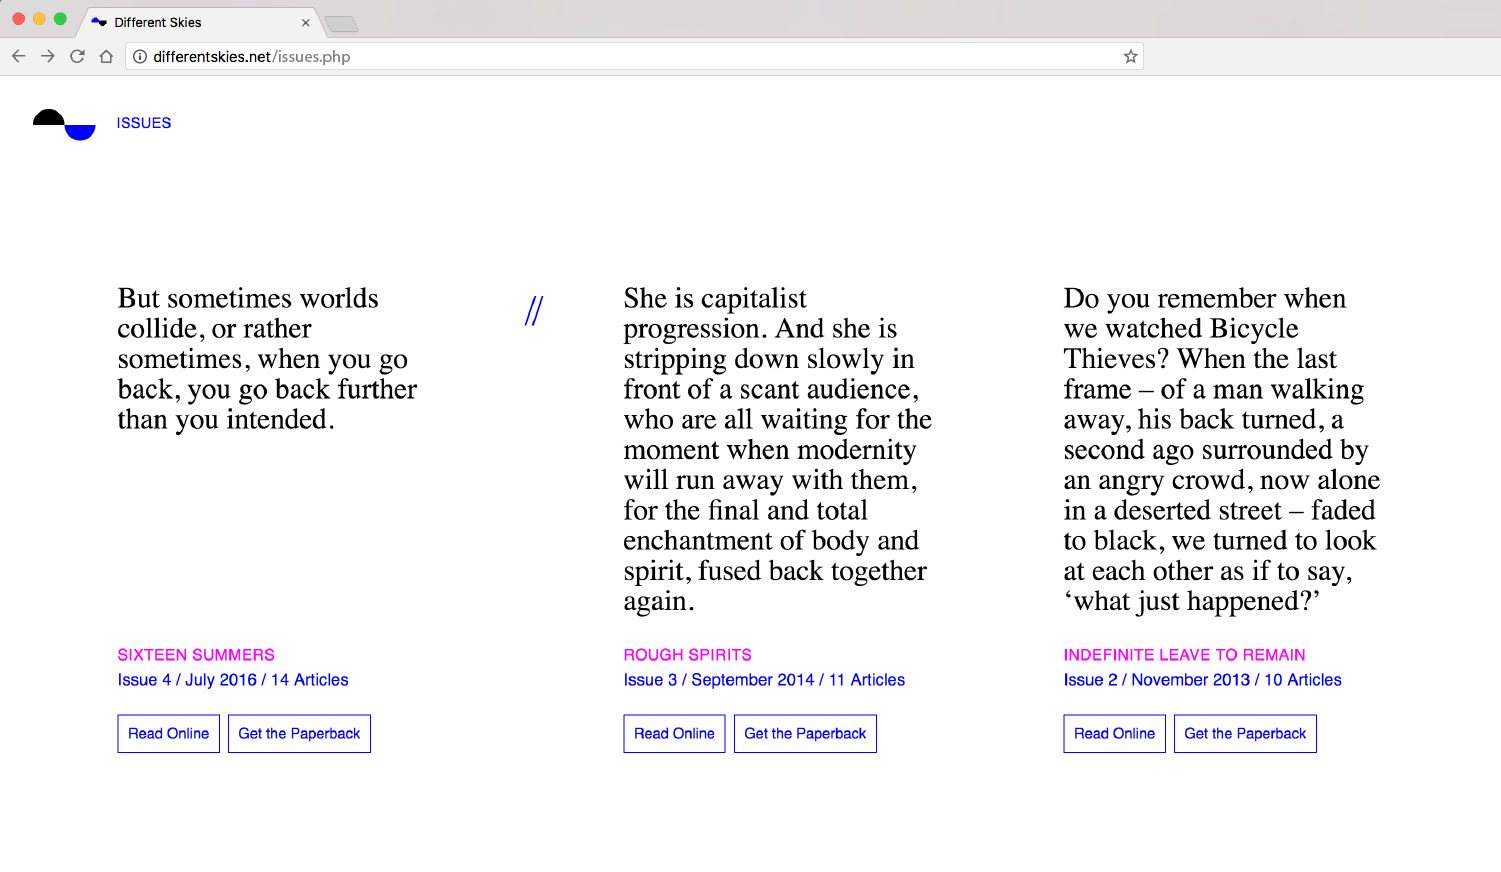 Different Skies
differentskies.net/issues.php
ISSUES
But sometimes worlds
collide, or rather
sometimes, when you go
back, you go back further
than you intended.
SIXTEEN SUMMERS
Issue 4 / July 2016 / 14 Articles
Read Online
Get the Paperback
//
She is capitalist
progression. And she is
stripping down slowly in
front of a scant audience,
who are all waiting for the
moment when modernity
will run away with them,
for the final and total
enchantment of body and
spirit, fused back together
again.
ROUGH SPIRITS
Issue 3 / September 2014 / 11 Articles
Read Online
Get the Paperback
Do you remember when
we watched Bicycle
Thieves? When the last
frame – of a man walking
away, his back turned, a
second ago surrounded by
an angry crowd, now alone
in a deserted street – faded
to black, we turned to look
at each other as if to say,
‘what just happened?’
INDEFINITE LEAVE TO REMAIN
Issue 2 / November 2013 / 10 Articles
Read Online
Get the Paperback